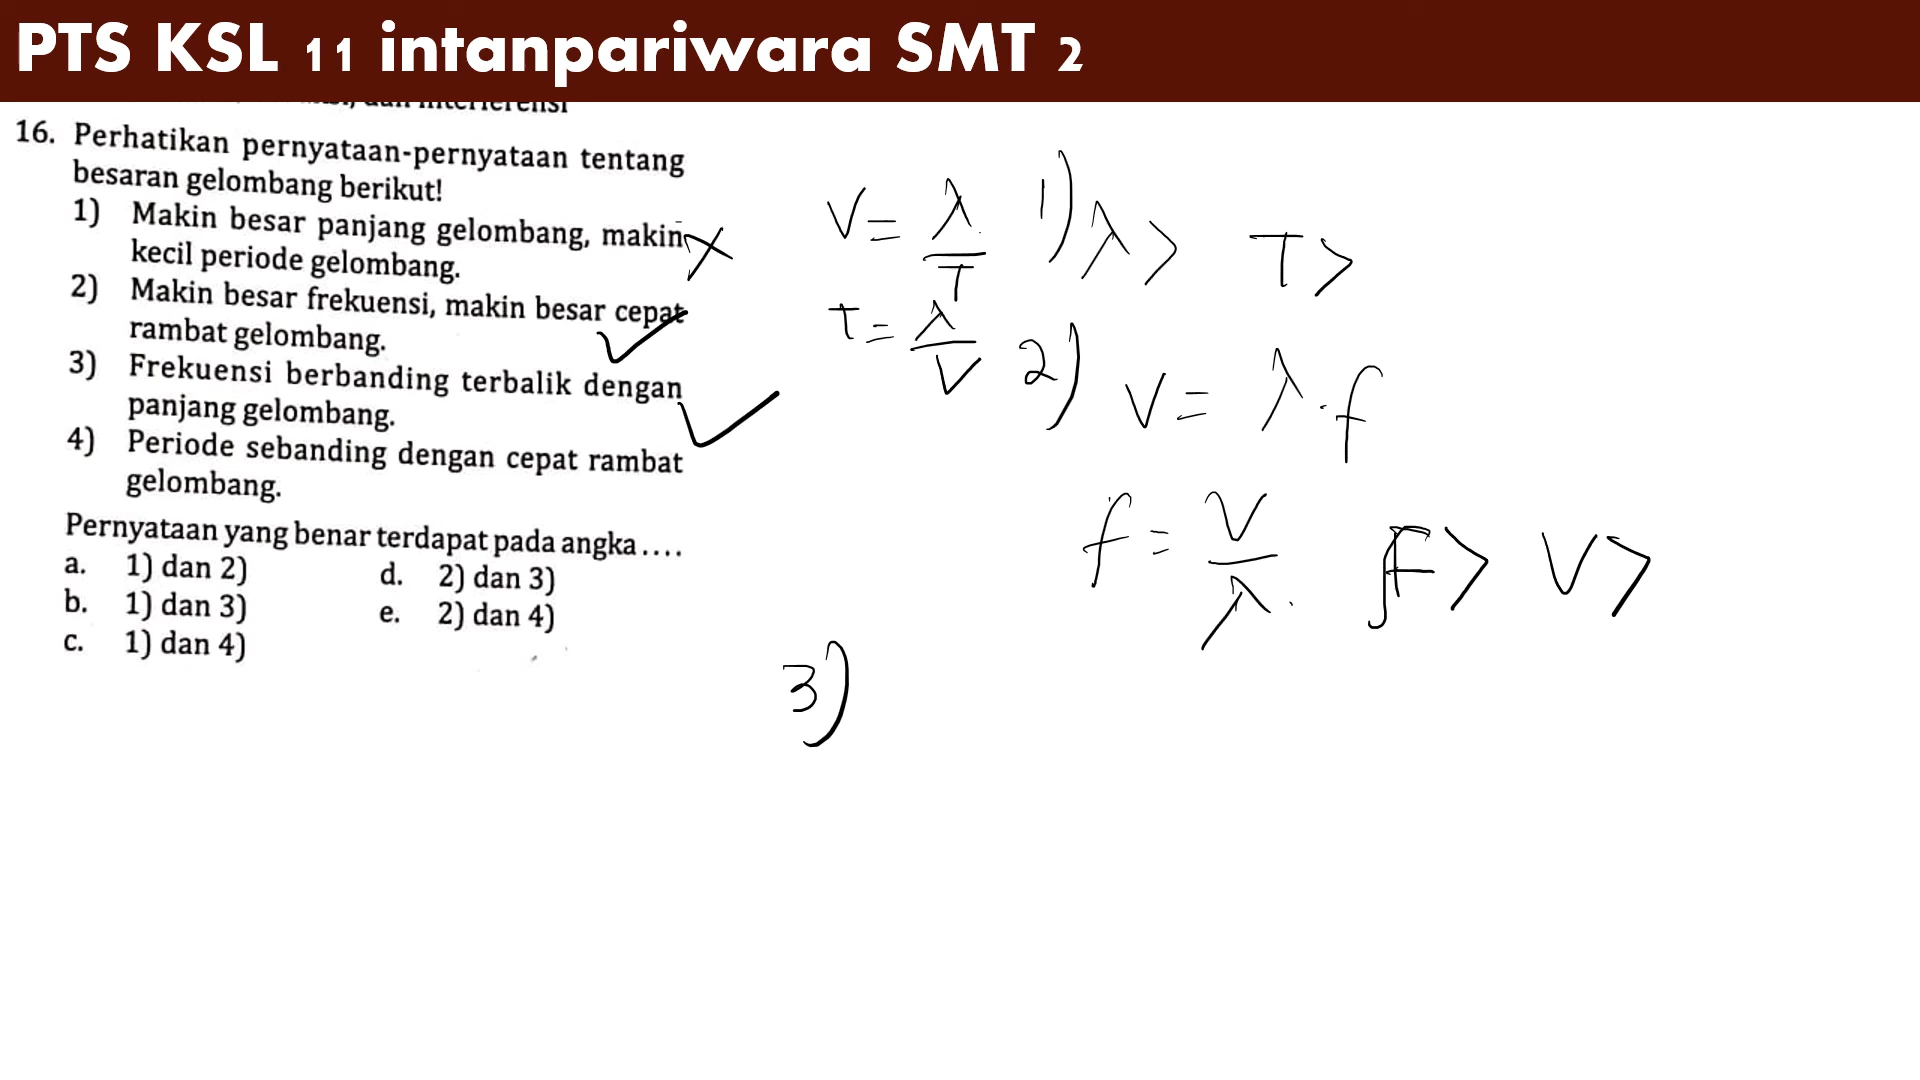 PTS KSL 11 intanpariwara SMT 2
dan interferensi
16. Perhatikan pernyataan-pernyataan tentang
besaran gelombang berikut!
1) Makin besar panjang gelombang, makin
kecil periode gelombang.
2) Makin besar frekuensi, makin besar cepat
rambat gelombang.
3) Frekuensi berbanding terbalik dengan
panjang gelombang.
4) Periode sebanding dengan cepat rambat
gelombang.
Pernyataan yang benar terdapat pada angka ....
a. 1) dan 2)
b. 1) dan 3)
c. 1) dan 4)
d. 2) dan 3)
e. 2) dan 4)
V = λ/T
T = λ/V
1) λ > T >
2) V = λ . f
f = V/λ F > V >
3)